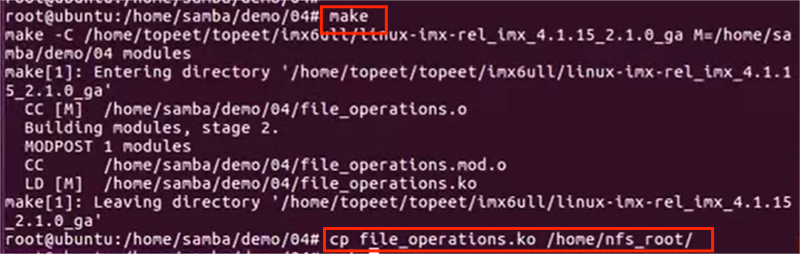 root@ubuntu:/home/samba/demo/04# make
make -C /home/topeet/topeet/imx6ull/linux-imx-rel_imx_4.1.15_2.1.0_ga M=/home/sa
mba/demo/04 modules
make[1]: Entering directory '/home/topeet/topeet/imx6ull/linux-imx-rel_imx_4.1.1
5_2.1.0_ga'
  CC [M]  /home/samba/demo/04/file_operations.o
  Building modules, stage 2.
  MODPOST 1 modules
  CC      /home/samba/demo/04/file_operations.mod.o
  LD [M]  /home/samba/demo/04/file_operations.ko
make[1]: Leaving directory '/home/topeet/topeet/imx6ull/linux-imx-rel_imx_4.1.15
_2.1.0_ga'
root@ubuntu:/home/samba/demo/04# cp file_operations.ko /home/nfs_root/